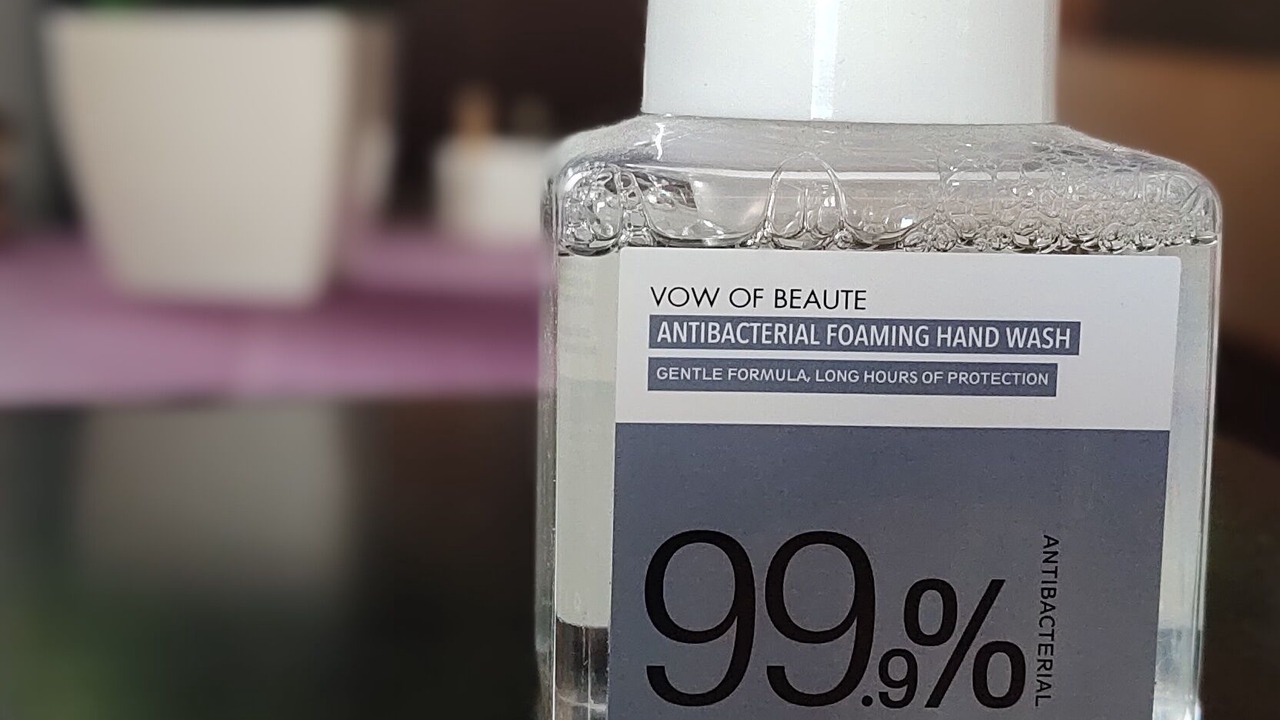 VOW OF BEAUTE
ANTIBACTERIAL FOAMING HAND WASH
GENTLE FORMULA, LONG HOURS OF PROTECTION
99.9%
ANTIBACTERIAL